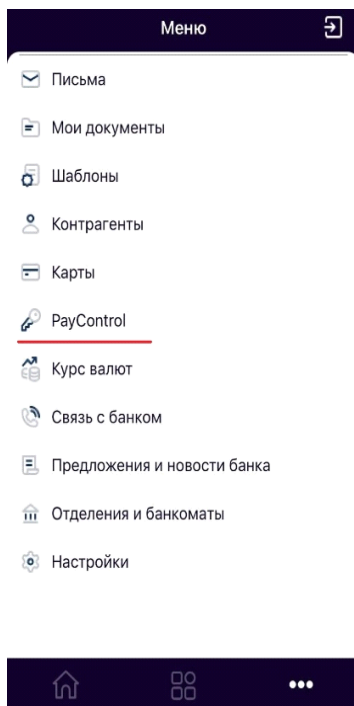 Меню
Письма
Мои документы
Шаблоны
Контрагенты
Карты
PayControl
Курс валют
Связь с банком
Предложения и новости банка
Отделения и банкоматы
Настройки